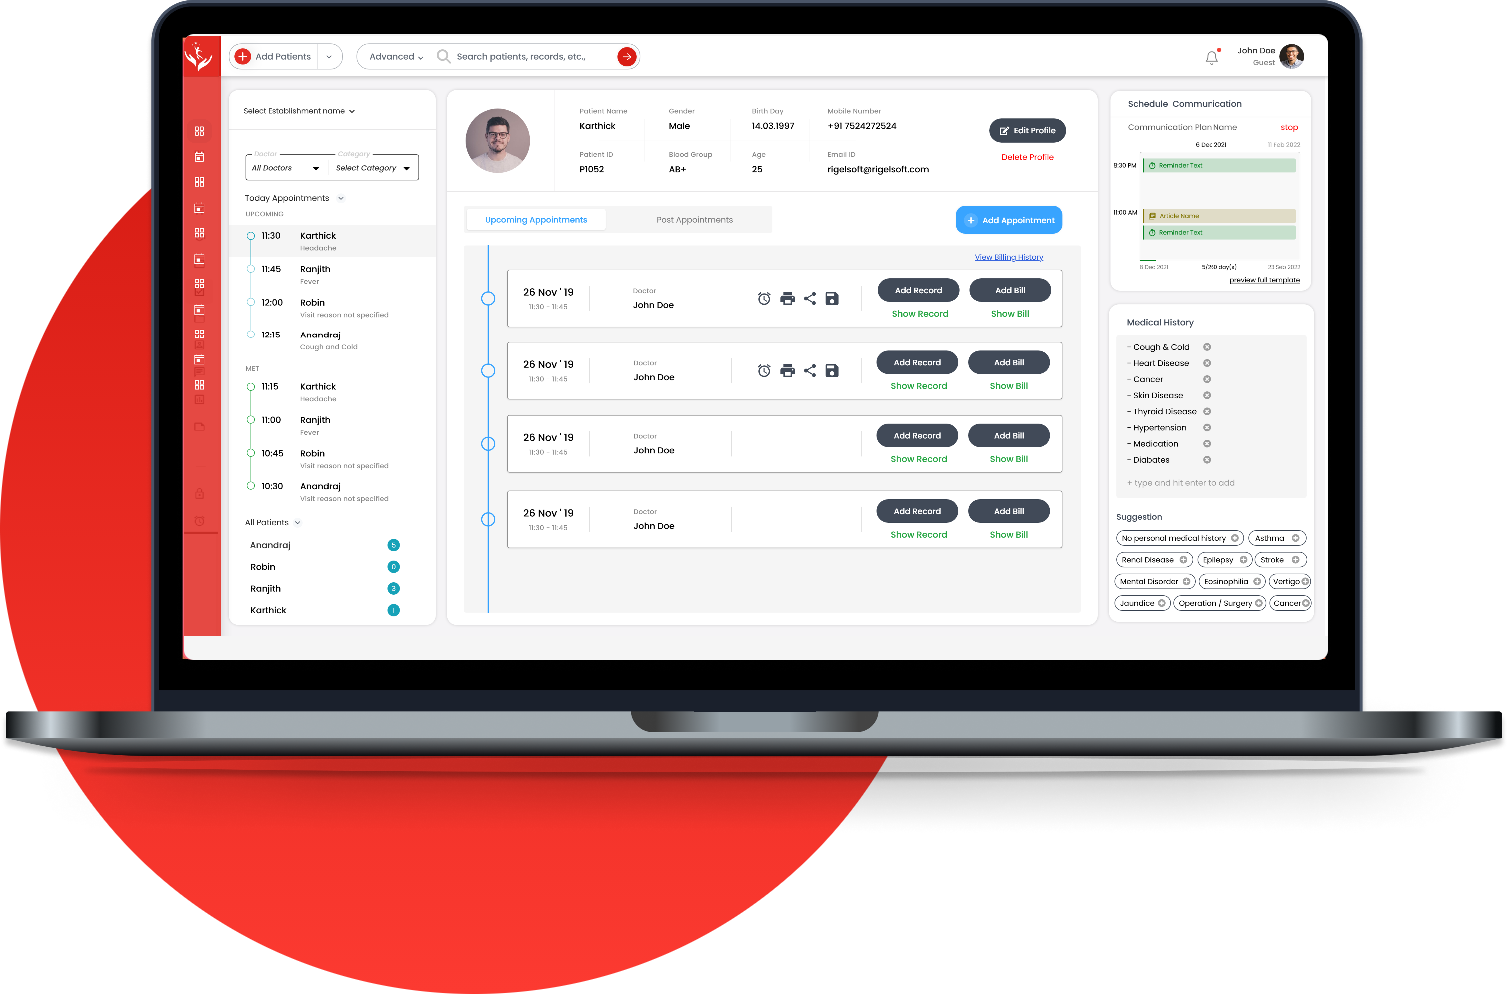 Add Patients
Advanced
Search patients, records, etc.,
John Doe
Guest
Select Establishment name
Doctor
All Doctors
Category
Select Category
Today Appointments
UPCOMING
11:30 Karthick
Headache
11:45 Ranjith
Fever
12:00 Robin
Visit reason not specified
12:15 Anandraj
Cough and Cold
MET
11:15 Karthick
Headache
11:00 Ranjith
Fever
10:45 Robin
Visit reason not specified
10:30 Anandraj
Visit reason not specified
All Patients
Anandraj 5
Robin 0
Ranjith 3
Karthick 1
Patient Name
Karthick
Gender
Male
Birth Day
14.03.1997
Mobile Number
+91 7524272524
Patient ID
P1052
Blood Group
AB+
Age
25
Email ID
rigelsoft@rigelsoft.com
Edit Profile
Delete Profile
Upcoming Appointments
Post Appointments
Add Appointment
View Billing History
26 Nov ' 19
11:30 - 11:45
Doctor
John Doe
Add Record
Show Record
Add Bill
Show Bill
26 Nov ' 19
11:30 - 11:45
Doctor
John Doe
Add Record
Show Record
Add Bill
Show Bill
26 Nov ' 19
11:30 - 11:45
Doctor
John Doe
Add Record
Show Record
Add Bill
Show Bill
26 Nov ' 19
11:30 - 11:45
Doctor
John Doe
Add Record
Show Record
Add Bill
Show Bill
Schedule Communication
Communication Plan Name stop
6 Dec 2021 11 Feb 2022
Reminder Text
11:00 AM
Article Name
Reminder Text
5/260 day(s)
preview full template
Medical History
- Cough & Cold
- Heart Disease
- Cancer
- Skin Disease
- Thyroid Disease
- Hypertension
- Medication
- Diabates
+ type and hit enter to add
Suggestion
No personal medical history Asthma
Renal Disease Epilepsy Stroke
Mental Disorder Eosinophilia Vertigo
Jaundice Operation / Surgery Cancer